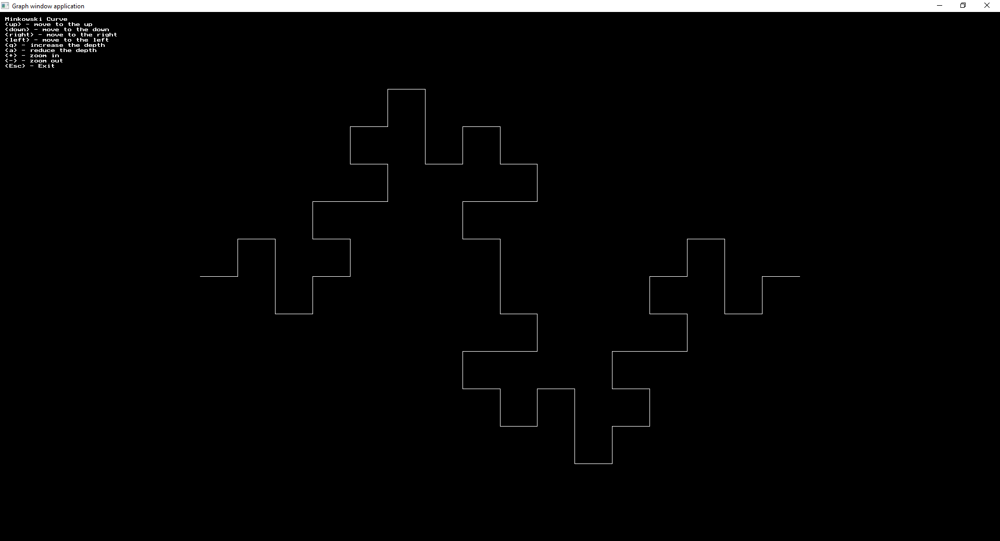 Graph window application
Minkowski Curve
<up> - move to the up
<down> - move to the down
<right> - move to the right
<left> - move to the left
<q> - increase the depth
<a> - reduce the depth
<+> - zoom in
<-> - zoom out
<Esc> - Exit